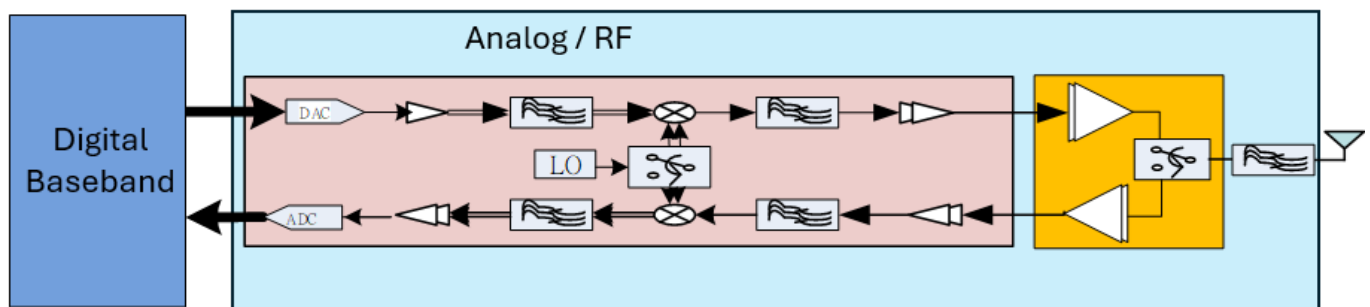 Analog / RF
DAC
Digital
Baseband
LO
ADC